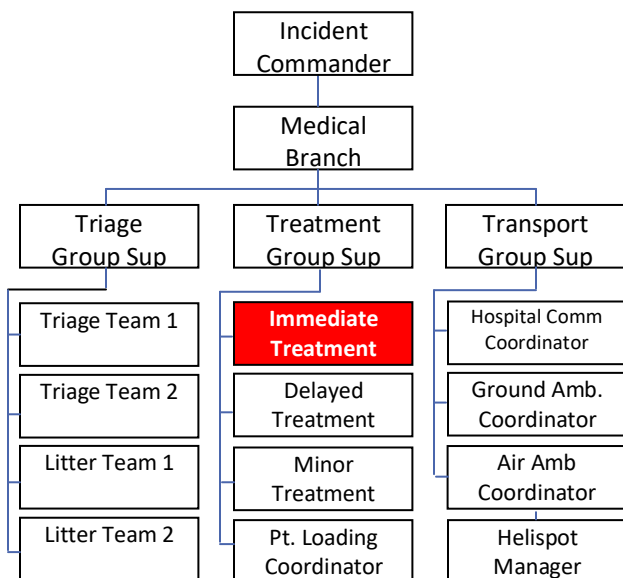 Incident
Commander
Medical
Branch
Triage
Group Sup
Treatment
Group Sup
Transport
Group Sup
Triage Team 1
Triage Team 2
Litter Team 1
Litter Team 2
Immediate
Treatment
Delayed
Treatment
Minor
Treatment
Pt. Loading
Coordinator
Hospital Comm
Coordinator
Ground Amb.
Coordinator
Air Amb
Coordinator
Helispot
Manager